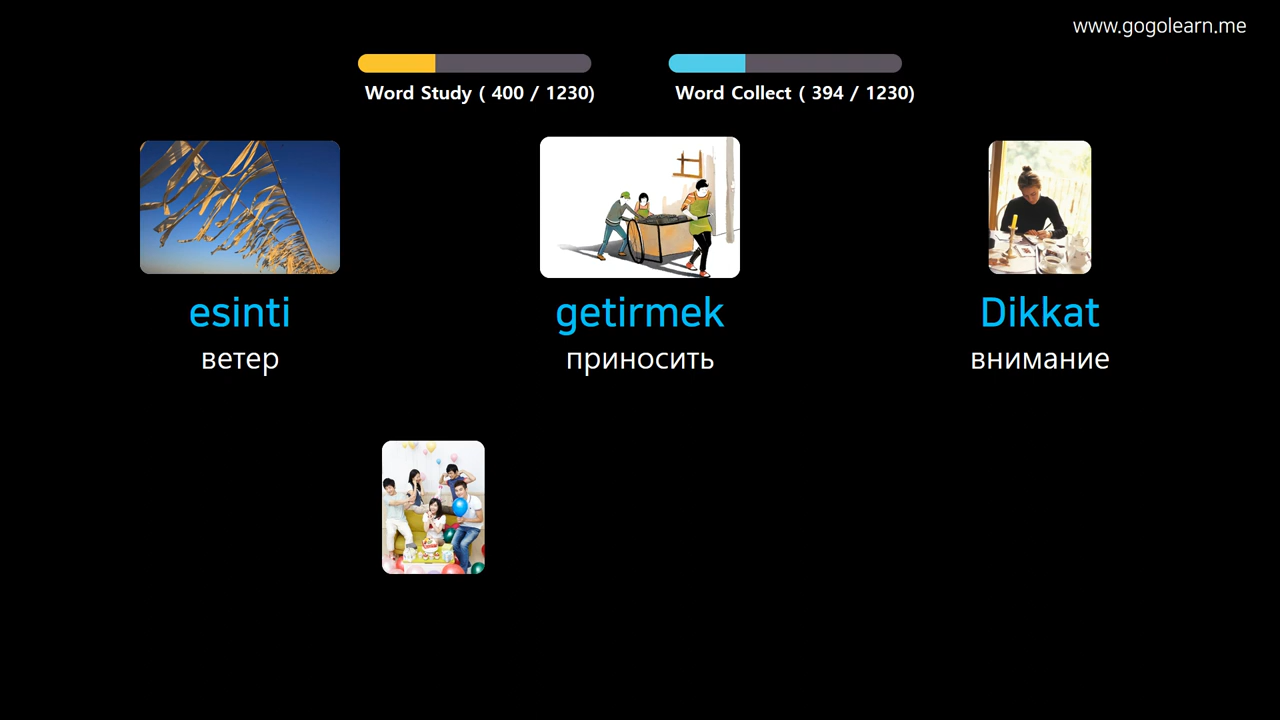 www.gogolearn.me
Word Study ( 400 / 1230)
Word Collect ( 394 / 1230)
esinti
getirmek
Dikkat
ветер
приносить
внимание